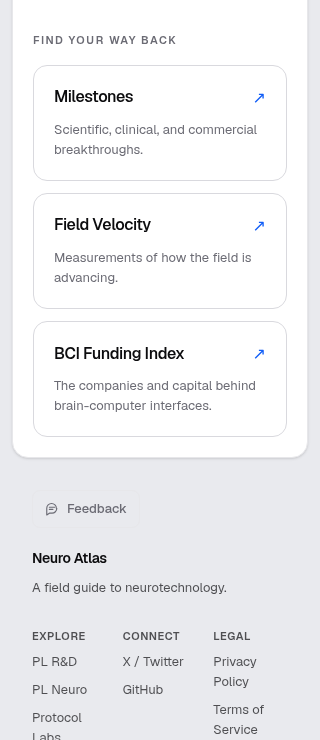 FIND YOUR WAY BACK
Milestones
Scientific, clinical, and commercial
breakthroughs.
Field Velocity
Measurements of how the field is
advancing.
BCI Funding Index
The companies and capital behind
brain-computer interfaces.
Feedback
Neuro Atlas
A field guide to neurotechnology.
EXPLORE
PL R&D
PL Neuro
Protocol
Labs
CONNECT
X / Twitter
GitHub
LEGAL
Privacy
Policy
Terms of
Service